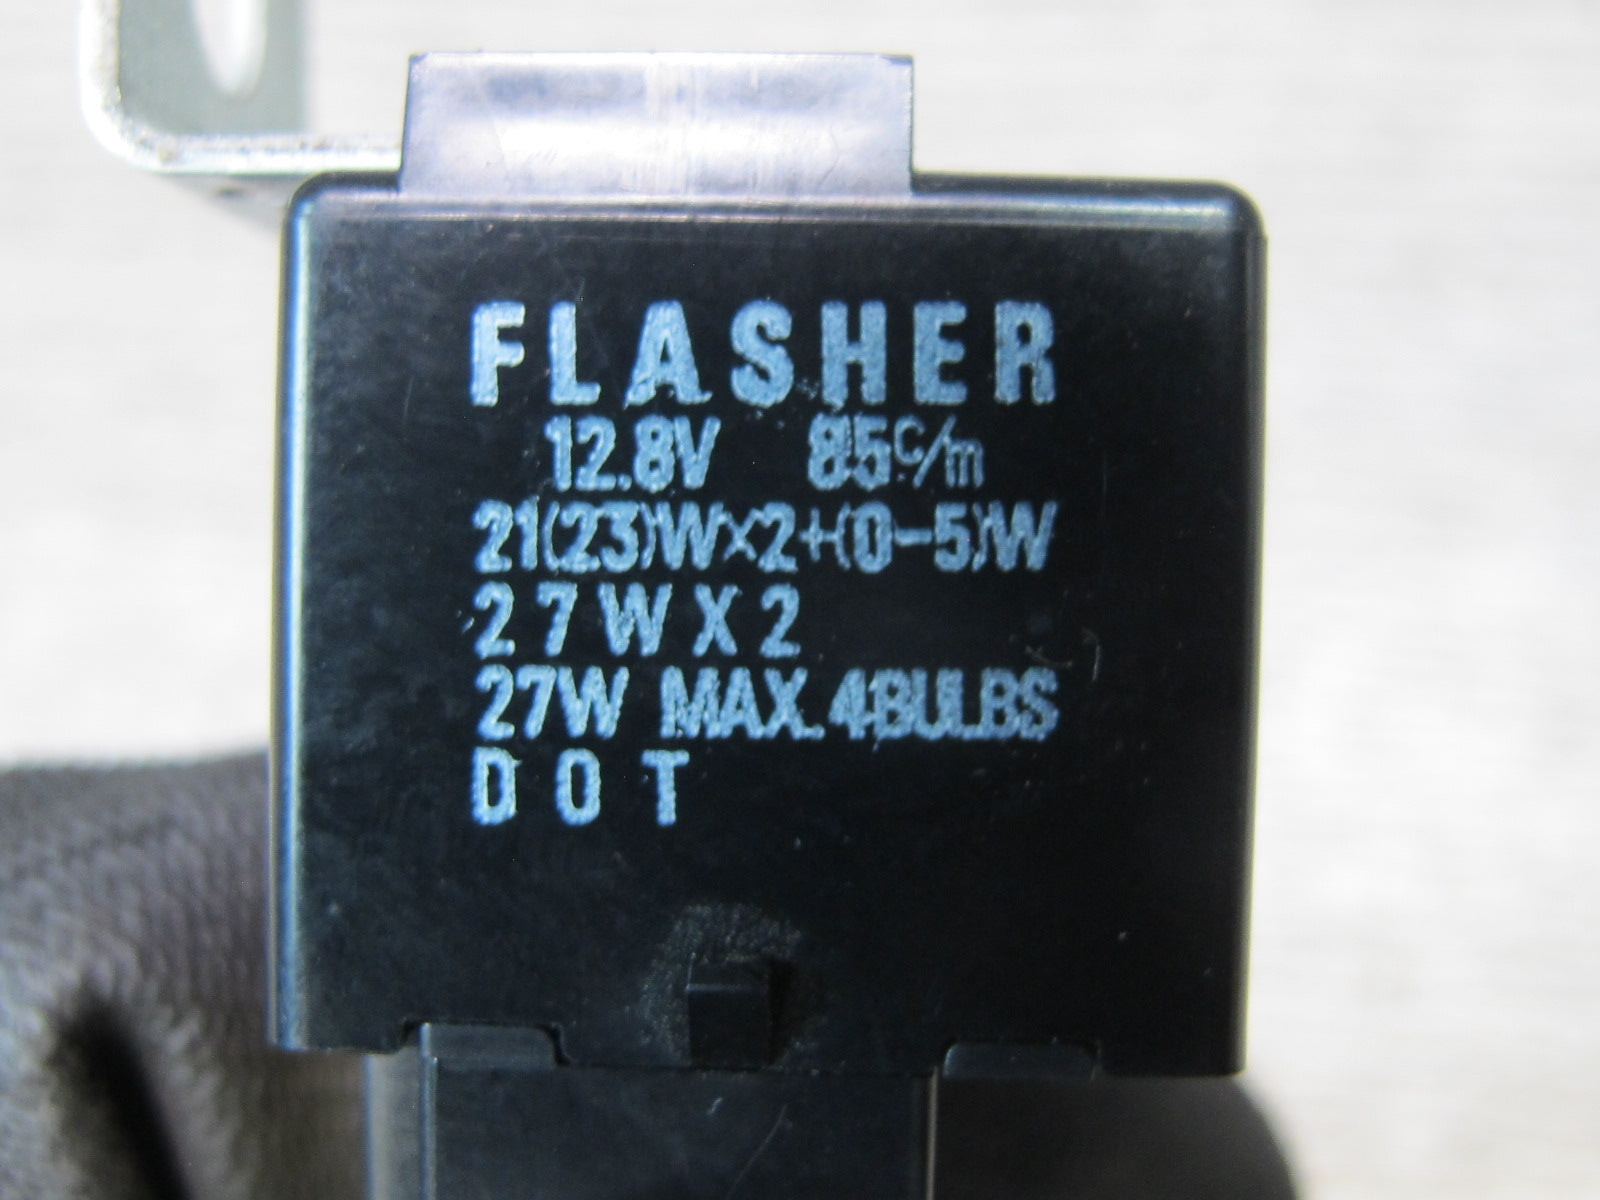 FLASHER
12.8V 85c/m
21(23)W×2+(0-5)W
27WX2
27W MAX.4BULBS
DOT